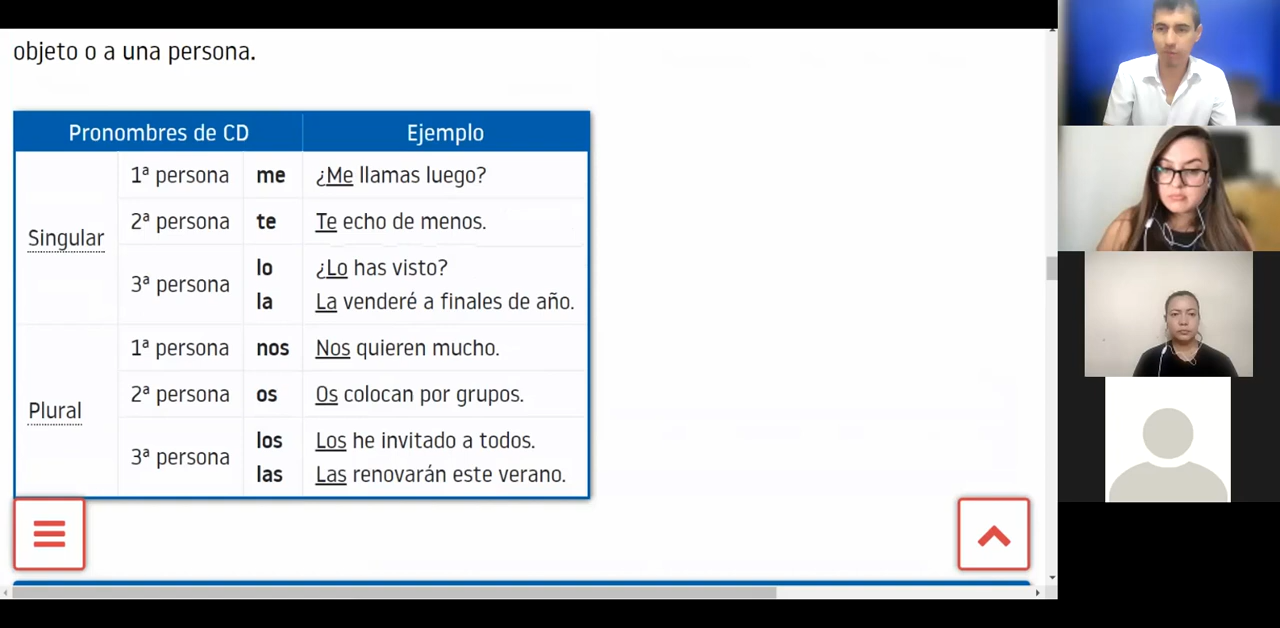 objeto o a una persona.
Pronombres de CD Ejemplo
Singular
1ª persona me ¿Me llamas luego?
2ª persona te Te echo de menos.
3ª persona
lo ¿Lo has visto?
la La venderé a finales de año.
Plural
1ª persona nos Nos quieren mucho.
2ª persona os Os colocan por grupos.
3ª persona
los Los he invitado a todos.
las Las renovarán este verano.